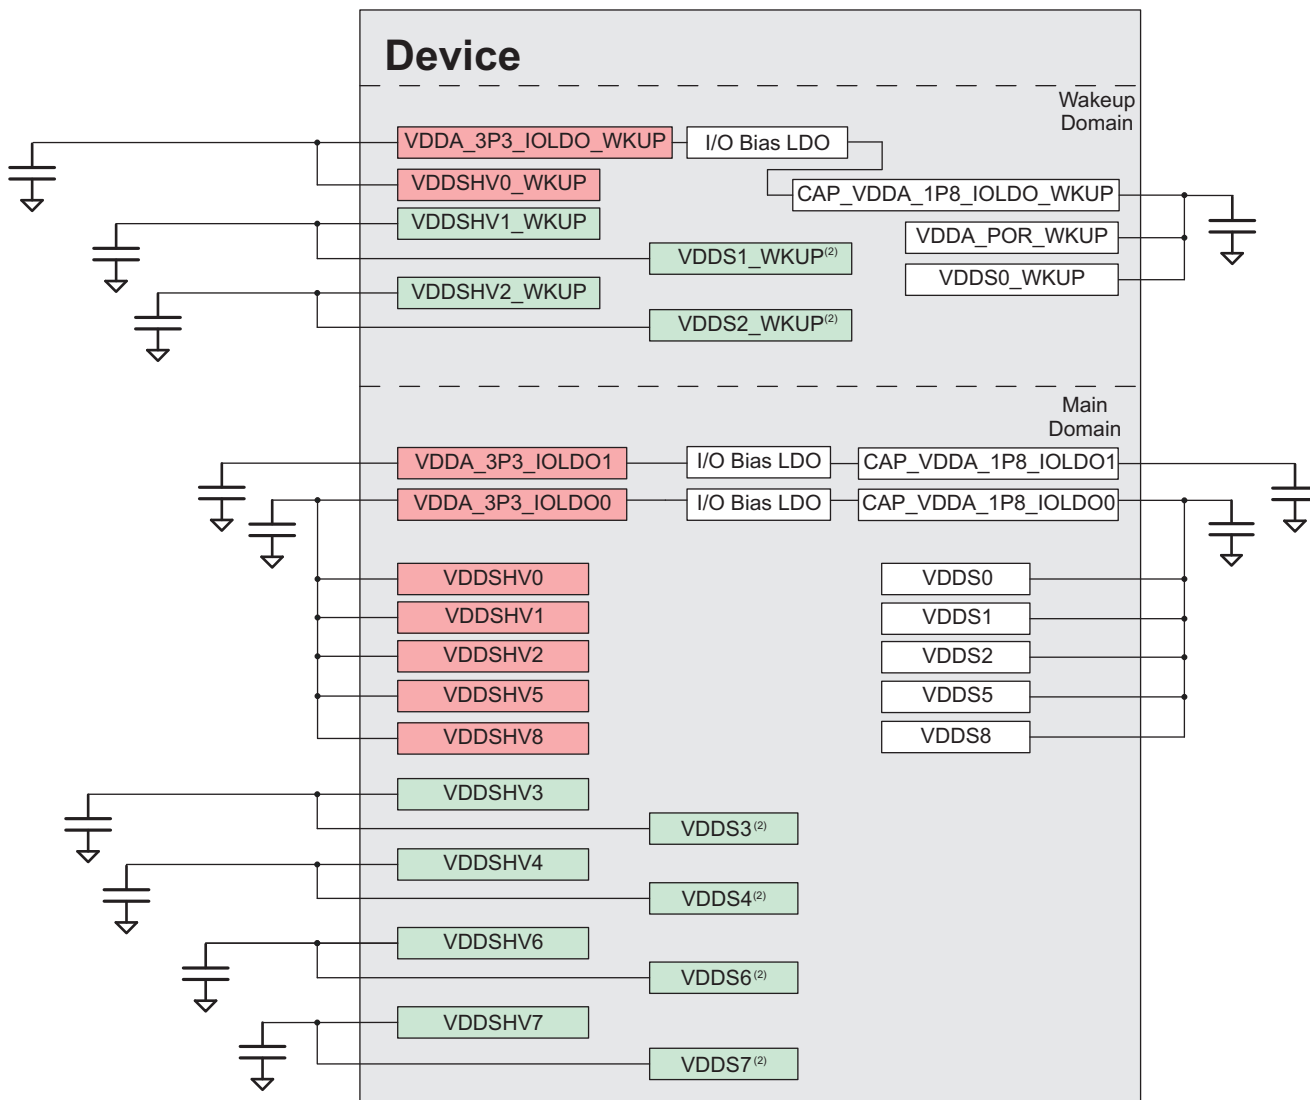 Device
Wakeup
Domain
VDDA_3P3_IOLDO_WKUP
I/O Bias LDO
VDDSHV0_WKUP
CAP_VDDA_1P8_IOLDO_WKUP
VDDSHV1_WKUP
VDDA_POR_WKUP
VDDS1_WKUP(2)
VDDS0_WKUP
VDDSHV2_WKUP
VDDS2_WKUP(2)
Main
Domain
VDDA_3P3_IOLDO1
I/O Bias LDO
CAP_VDDA_1P8_IOLDO1
VDDA_3P3_IOLDO0
I/O Bias LDO
CAP_VDDA_1P8_IOLDO0
VDDSHV0
VDDS0
VDDSHV1
VDDS1
VDDSHV2
VDDS2
VDDSHV5
VDDS5
VDDSHV8
VDDS8
VDDSHV3
VDDS3(2)
VDDSHV4
VDDS4(2)
VDDSHV6
VDDS6(2)
VDDSHV7
VDDS7(2)